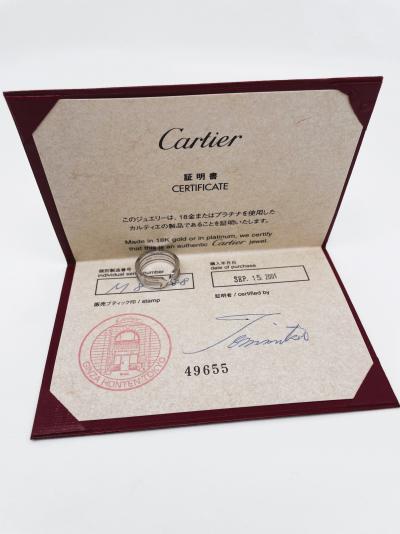 Cartier
証明書
CERTIFICATE
このジュエリーは、18金またはプラチナを使用した
カルティエの製品であることを証明いたします。
Made in 18K gold or in platinum, we certify
that this is an authentic Cartier jewel.
個別製品番号
individual number
購入年月日
date of purchase
SEP. 15. 2001
販売ブティック印 / stamp
証明者 / certified by
Cartier
GINZA HONTEN TOKYO
49655